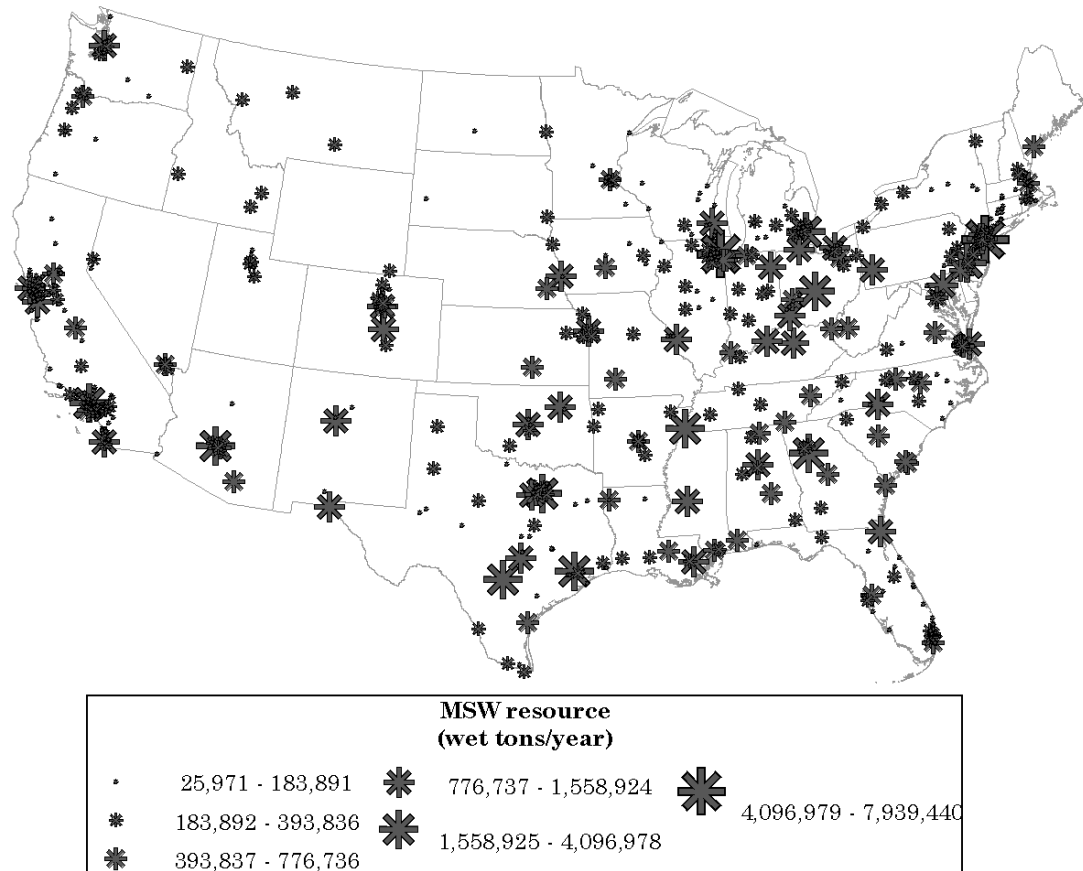 MSW resource
(wet tons/year)
25,971 - 183,891
183,892 - 393,836
393,837 - 776,736
776,737 - 1,558,924
1,558,925 - 4,096,978
4,096,979 - 7,939,440